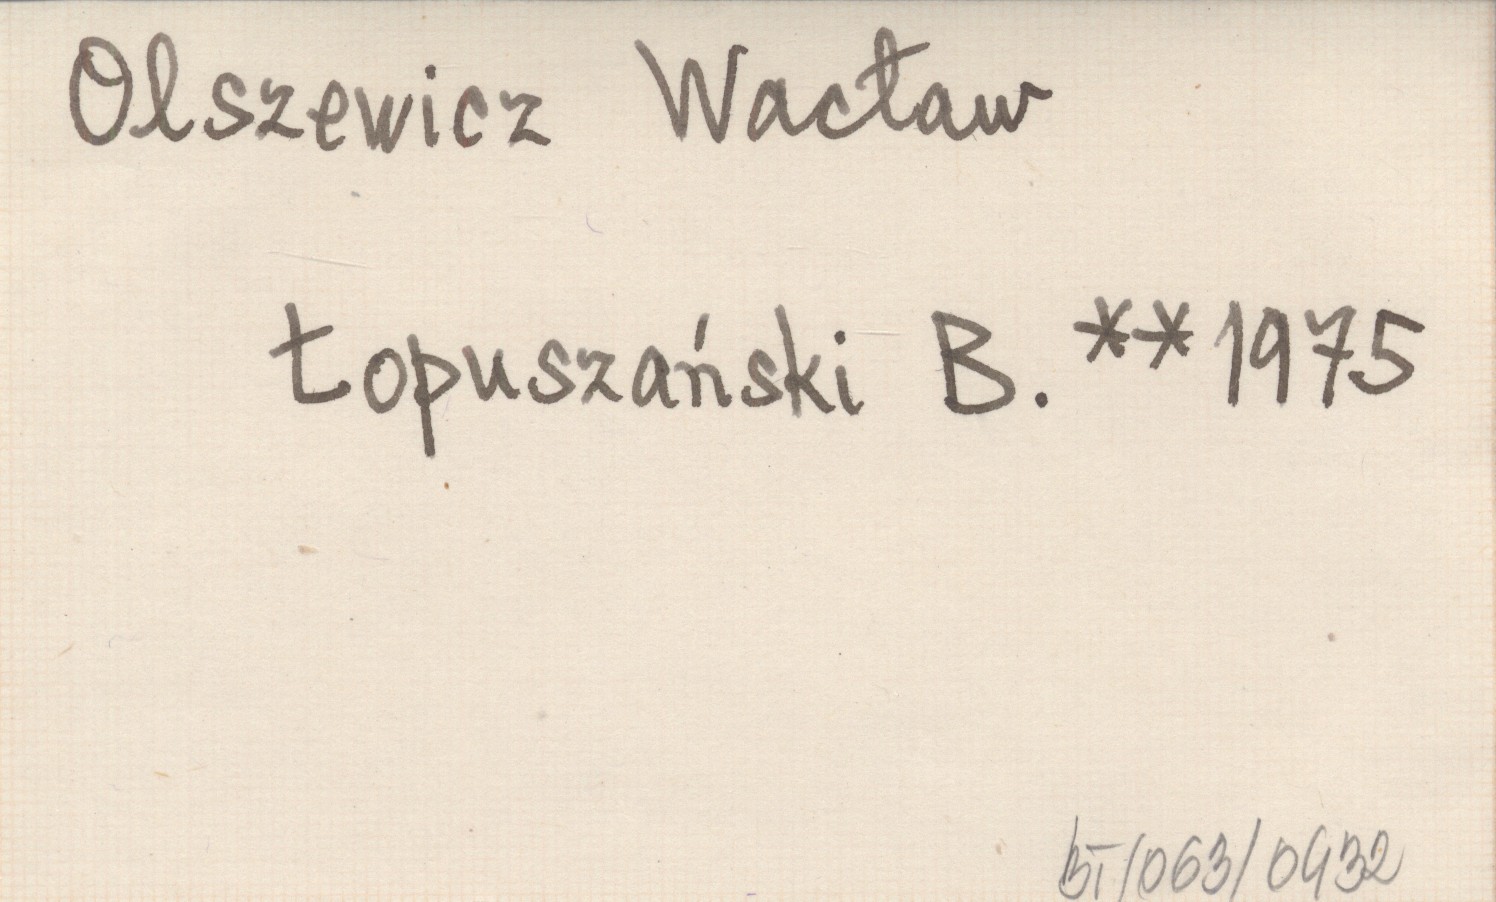 Olszewicz Wacław
Łopuszański B. ** 1975
BT/063/0932